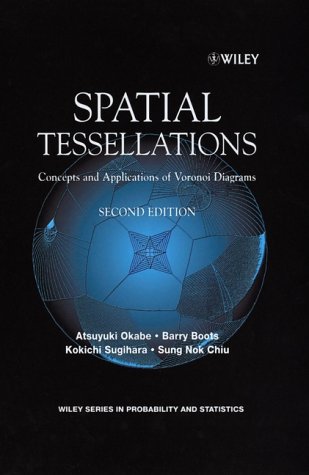 WILEY
SPATIAL
TESSELLATIONS
Concepts and Applications of Voronoi Diagrams
SECOND EDITION
Atsuyuki Okabe • Barry Boots
Kokichi Sugihara • Sung Nok Chiu
WILEY SERIES IN PROBABILITY AND STATISTICS